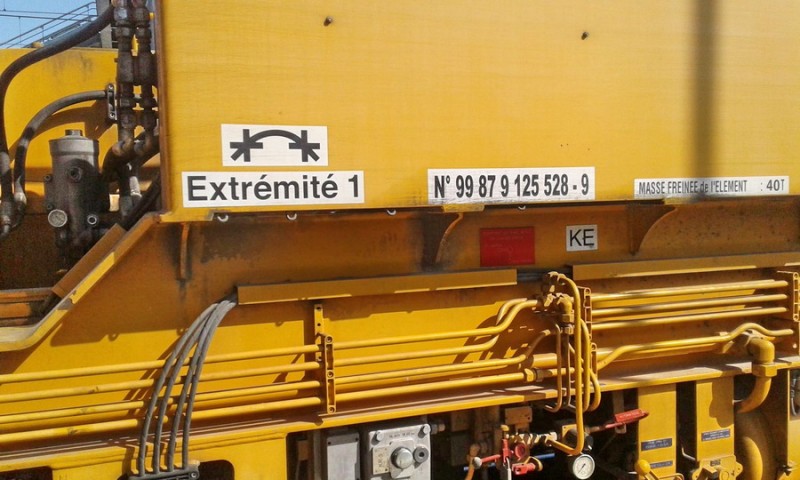 Extrémité 1
N° 99 87 9 125 528 - 9
MASSE FREINEE de l'ELEMENT : 40T
KE